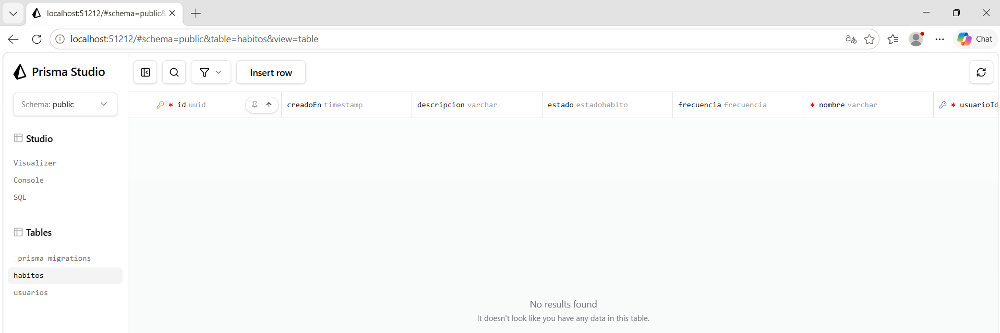 localhost:51212/#schema=public&
localhost:51212/#schema=public&table=habitos&view=table
Chat
Prisma Studio
Insert row
Schema: public
* id uuid
creadoEn timestamp
descripcion varchar
estado estadohabito
frecuencia frecuencia
* nombre varchar
* usuarioId
Studio
Visualizer
Console
SQL
Tables
_prisma_migrations
habitos
usuarios
No results found
It doesn't look like you have any data in this table.